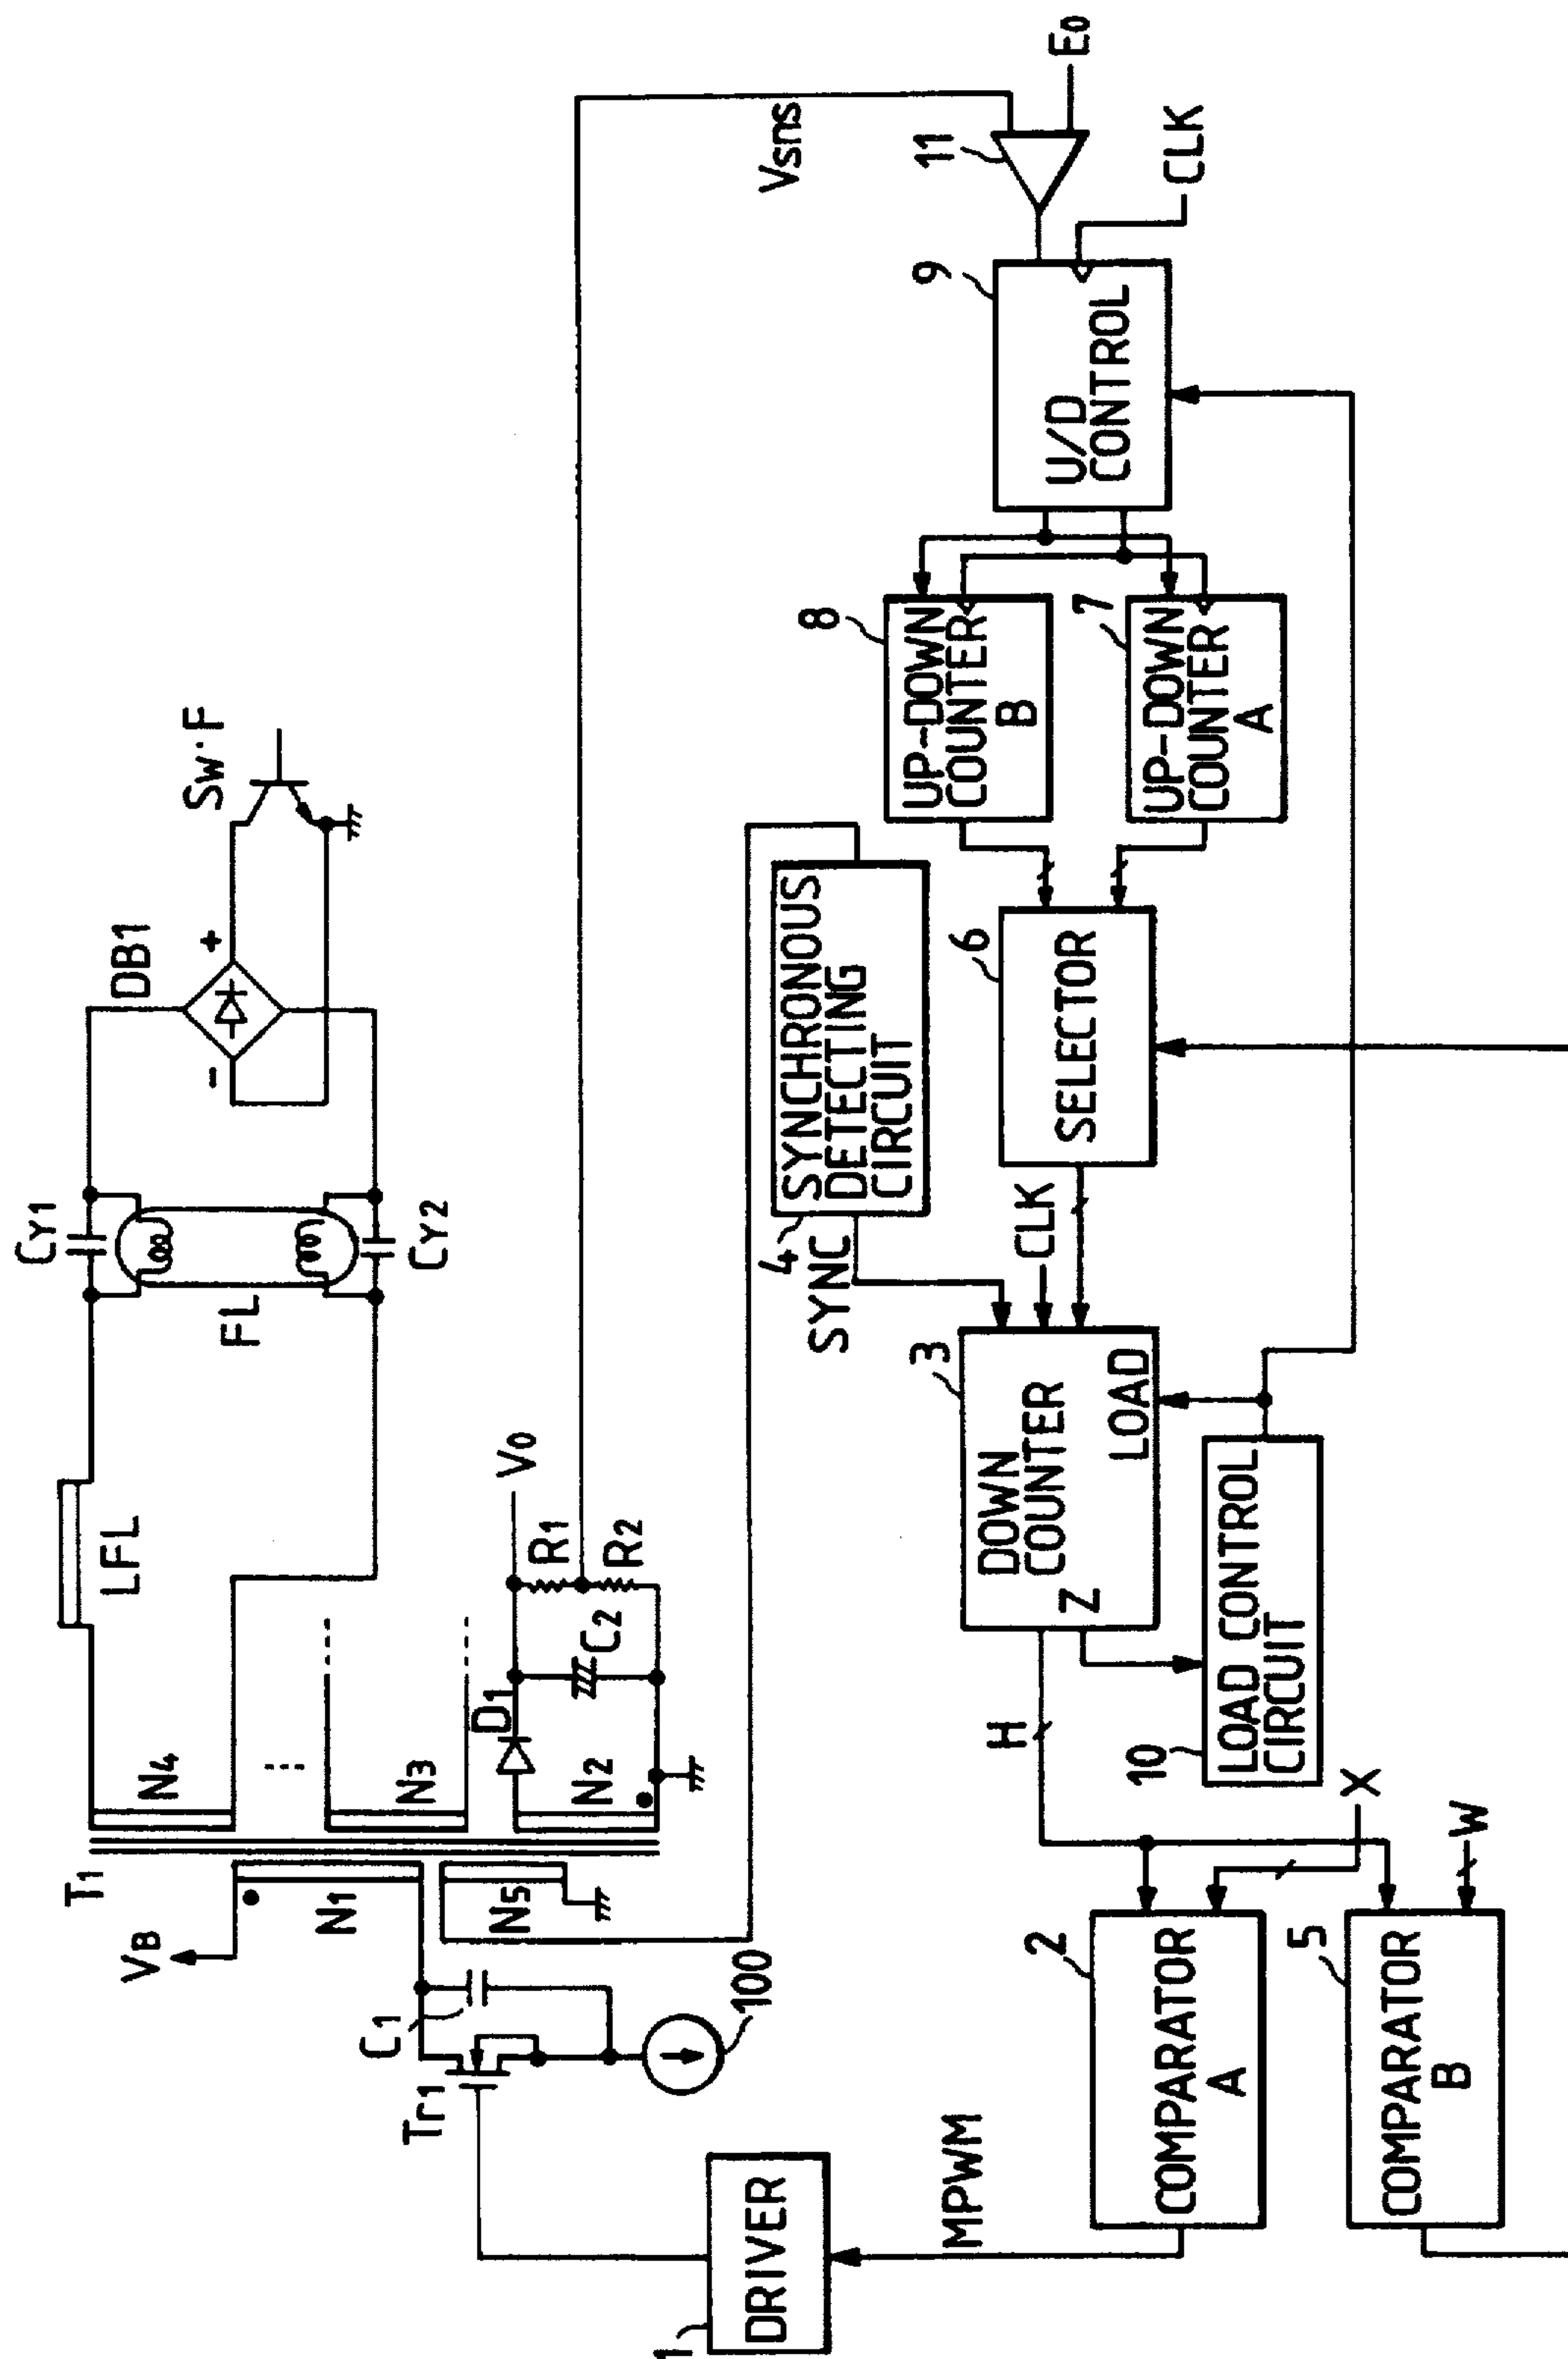 T1
VB
N1
N5
C1
Tr1
100
N4
N3
N2
D1
C2
R1
R2
V0
LFL
FL
CY1
CY2
DB1
+
-
Sw·F
Vsns
1
DRIVER
MPWM
2
COMPARATOR
A
5
COMPARATOR
B
X
W
H
3
DOWN
COUNTER
Z
LOAD
10
LOAD CONTROL
CIRCUIT
4
SYNCHRONOUS
DETECTING
CIRCUIT
SYNC
CLK
6
SELECTOR
8
UP-DOWN
COUNTER
B
7
UP-DOWN
COUNTER
A
9
U/D
CONTROL
11
E0
CLK